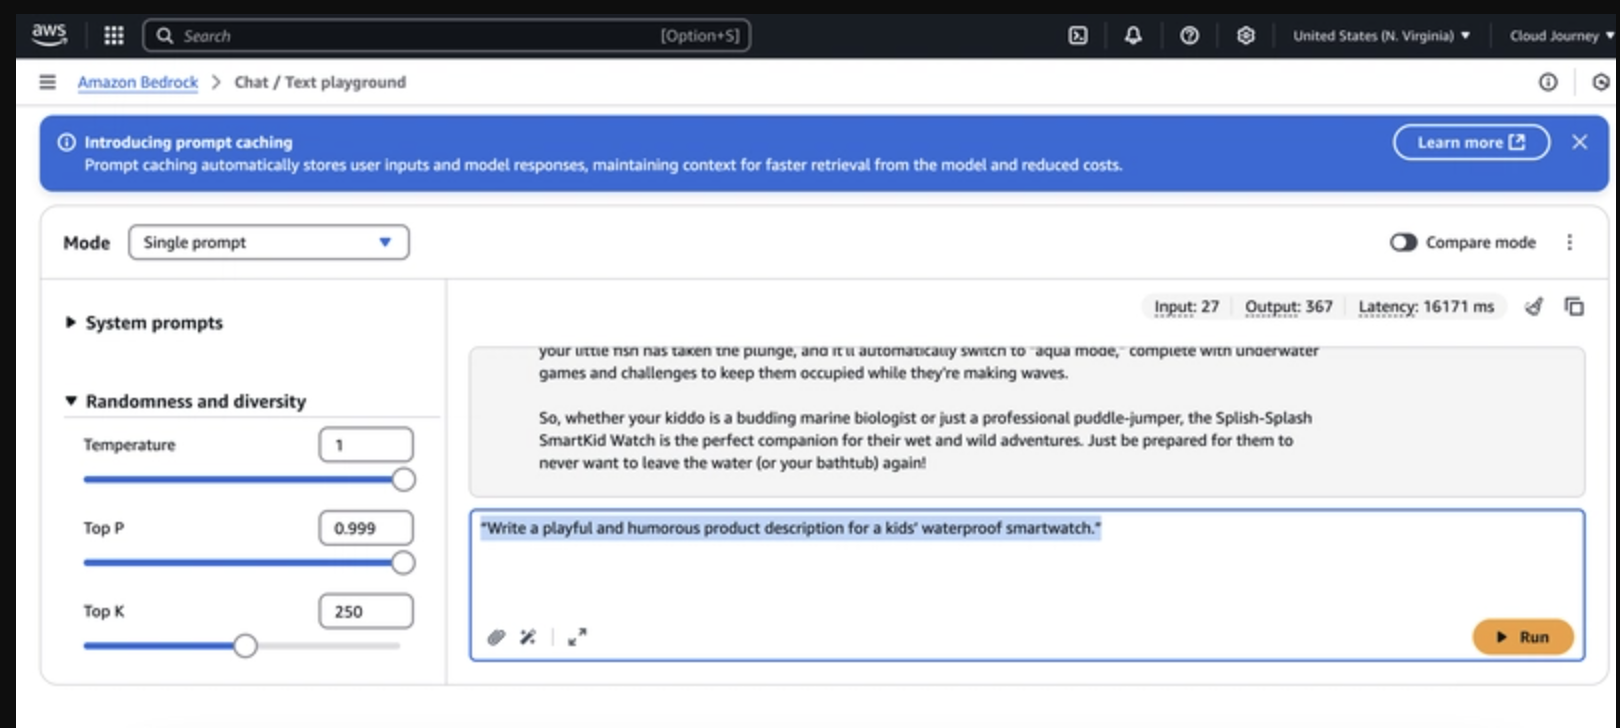 aws
Search [Option+S]
United States (N. Virginia)
Cloud Journey
Amazon Bedrock > Chat / Text playground
Introducing prompt caching
Prompt caching automatically stores user inputs and model responses, maintaining context for faster retrieval from the model and reduced costs.
Learn more
Mode Single prompt
Compare mode
System prompts
Randomness and diversity
Temperature 1
Top P 0.999
Top K 250
Input: 27 Output: 367 Latency: 16171 ms
your little fish has taken the plunge, and it'll automatically switch to "aqua mode," complete with underwater
games and challenges to keep them occupied while they're making waves.
So, whether your kiddo is a budding marine biologist or just a professional puddle-jumper, the Splish-Splash
SmartKid Watch is the perfect companion for their wet and wild adventures. Just be prepared for them to
never want to leave the water (or your bathtub) again!
“Write a playful and humorous product description for a kids’ waterproof smartwatch.”
Run